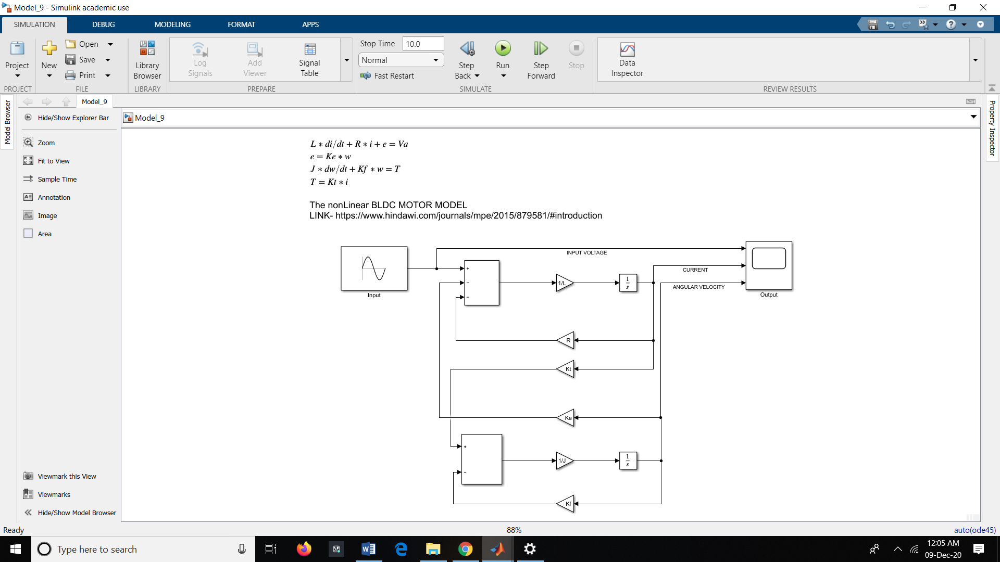 Model_9 - Simulink academic use
SIMULATION DEBUG MODELING FORMAT APPS
Project
New
Open
Save
Print
Library Browser
Log Signals
Add Viewer
Signal Table
Stop Time 10.0
Normal
Fast Restart
Step Back
Run
Step Forward
Stop
Data Inspector
PROJECT FILE LIBRARY PREPARE SIMULATE REVIEW RESULTS
Model Browser
Model_9
Property Inspector
Hide/Show Explorer Bar
Model_9
Zoom
Fit to View
Sample Time
Annotation
Image
Area
L * di/dt + R * i + e = Va
e = Ke * w
J * dw/dt + Kf * w = T
T = Kt * i
The nonLinear BLDC MOTOR MODEL
LINK- https://www.hindawi.com/journals/mpe/2015/879581/#introduction
INPUT VOLTAGE
CURRENT
ANGULAR VELOCITY
Input
+
-
-
1/L
1/s
Output
R
Kt
Ke
+
-
1/J
1/s
Kf
Viewmark this View
Viewmarks
Hide/Show Model Browser
Ready 88% auto(ode45)
Type here to search
12:05 AM
09-Dec-20